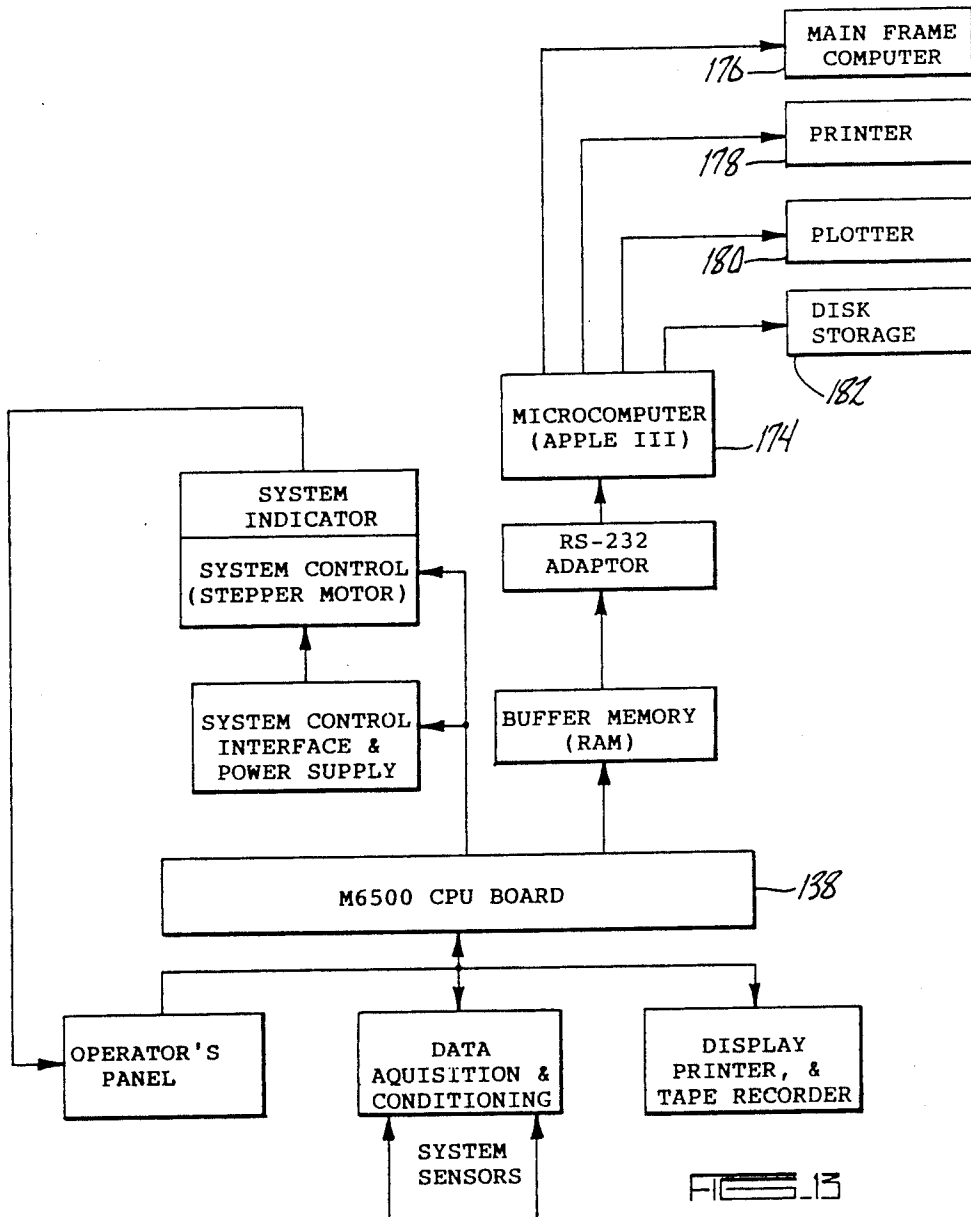 MAIN FRAME
COMPUTER
176
PRINTER
178
PLOTTER
180
DISK
STORAGE
182
MICROCOMPUTER
(APPLE III)
174
SYSTEM
INDICATOR
RS-232
ADAPTOR
SYSTEM CONTROL
(STEPPER MOTOR)
SYSTEM CONTROL
INTERFACE &
POWER SUPPLY
BUFFER MEMORY
(RAM)
M6500 CPU BOARD
138
OPERATOR'S
PANEL
DATA
AQUISITION &
CONDITIONING
DISPLAY
PRINTER, &
TAPE RECORDER
SYSTEM
SENSORS
FIG_13